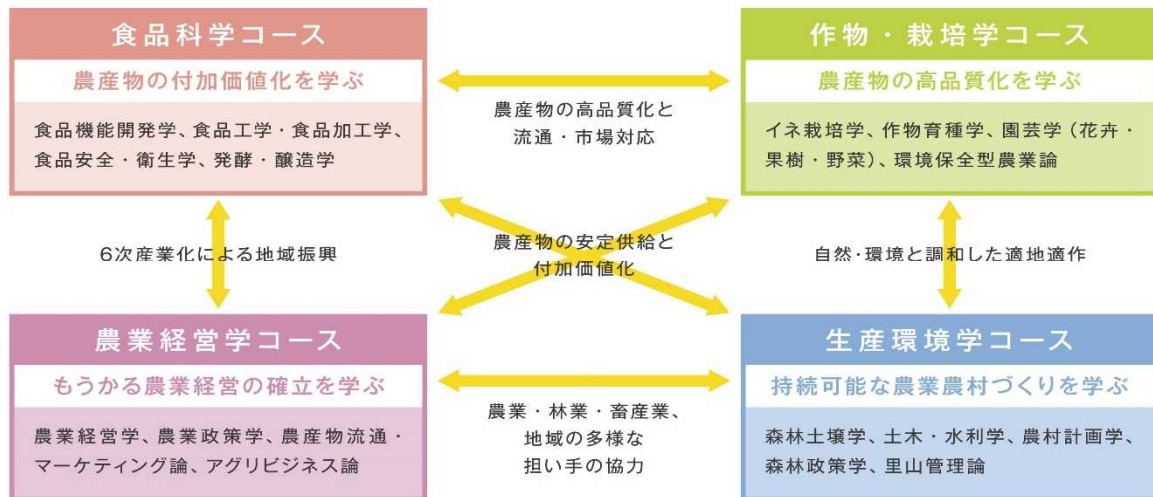 食品科学コース
農産物の付加価値化を学ぶ
食品機能開発学、食品工学・食品加工学、
食品安全・衛生学、発酵・醸造学
農産物の高品質化と
流通・市場対応
作物・栽培学コース
農産物の高品質化を学ぶ
イネ栽培学、作物育種学、園芸学（花卉・
果樹・野菜）、環境保全型農業論
6次産業化による地域振興
農産物の安定供給と
付加価値化
自然・環境と調和した適地適作
農業経営学コース
もうかる農業経営の確立を学ぶ
農業経営学、農業政策学、農産物流通・
マーケティング論、アグリビジネス論
農業・林業・畜産業、
地域の多様な
担い手の協力
生産環境学コース
持続可能な農業農村づくりを学ぶ
森林土壌学、土木・水利学、農村計画学、
森林政策学、里山管理論